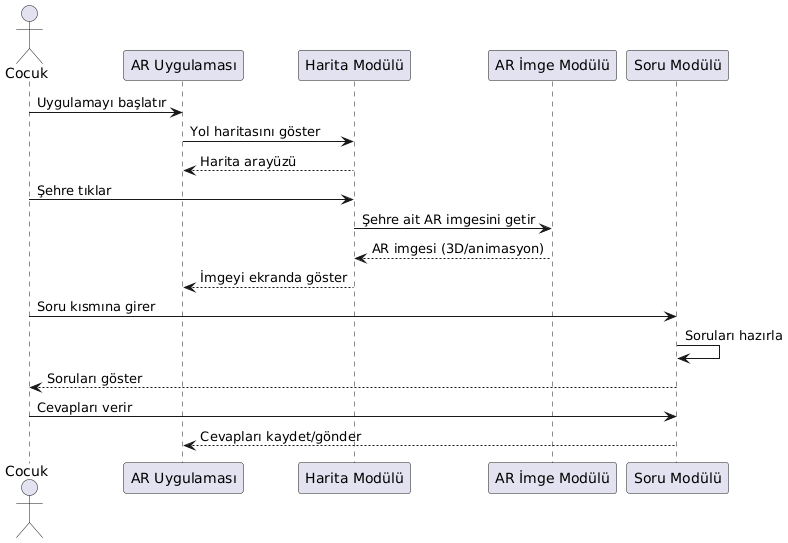 Cocuk
AR Uygulaması
Harita Modülü
AR İmge Modülü
Soru Modülü
Uygulamayı başlatır
Yol haritasını göster
Harita arayüzü
Şehre tıklar
Şehre ait AR imgesini getir
AR imgesi (3D/animasyon)
İmgeyi ekranda göster
Soru kısmına girer
Soruları hazırla
Soruları göster
Cevapları verir
Cevapları kaydet/gönder
Cocuk
AR Uygulaması
Harita Modülü
AR İmge Modülü
Soru Modülü